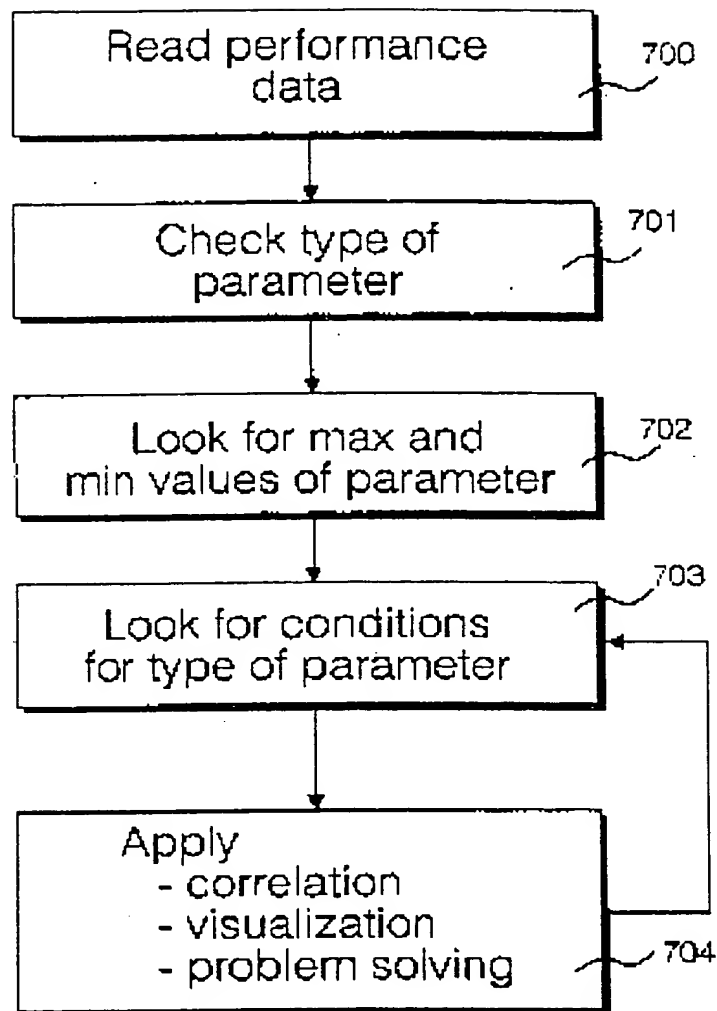 Read performance
data
700
Check type of
parameter
701
Look for max and
min values of parameter
702
Look for conditions
for type of parameter
703
Apply
- correlation
- visualization
- problem solving
704